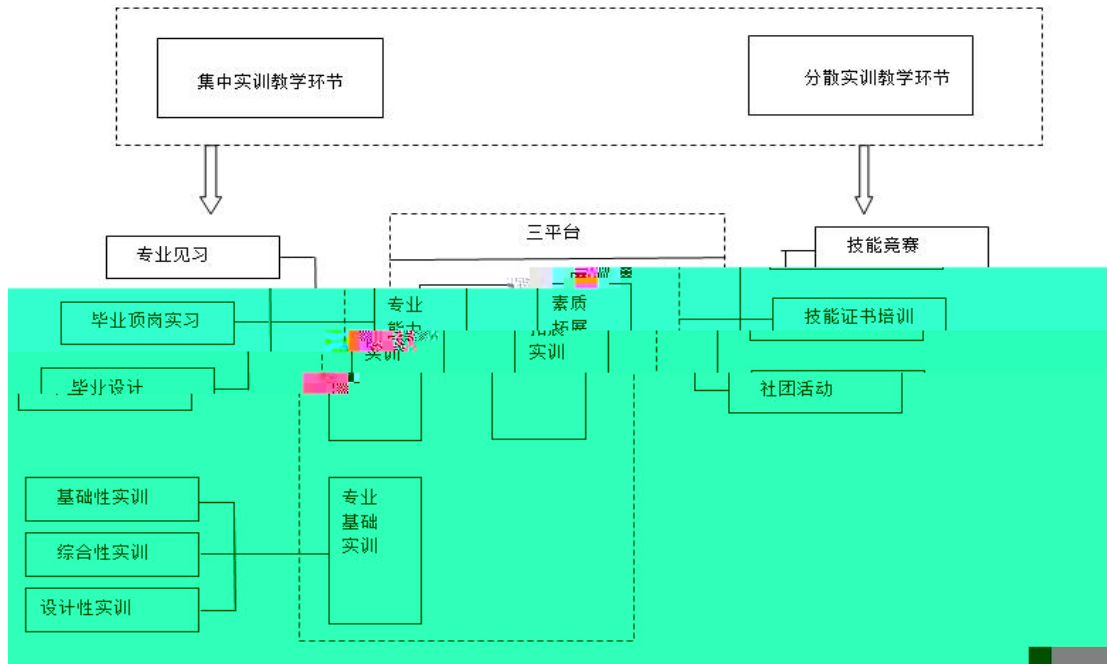 集中实训教学环节
分散实训教学环节
三平台
专业见习
技能竞赛
毕业顶岗实习
专业
能力
实训
素质
拓展
实训
技能证书培训
毕业设计
社团活动
基础性实训
综合性实训
设计性实训
专业
基础
实训